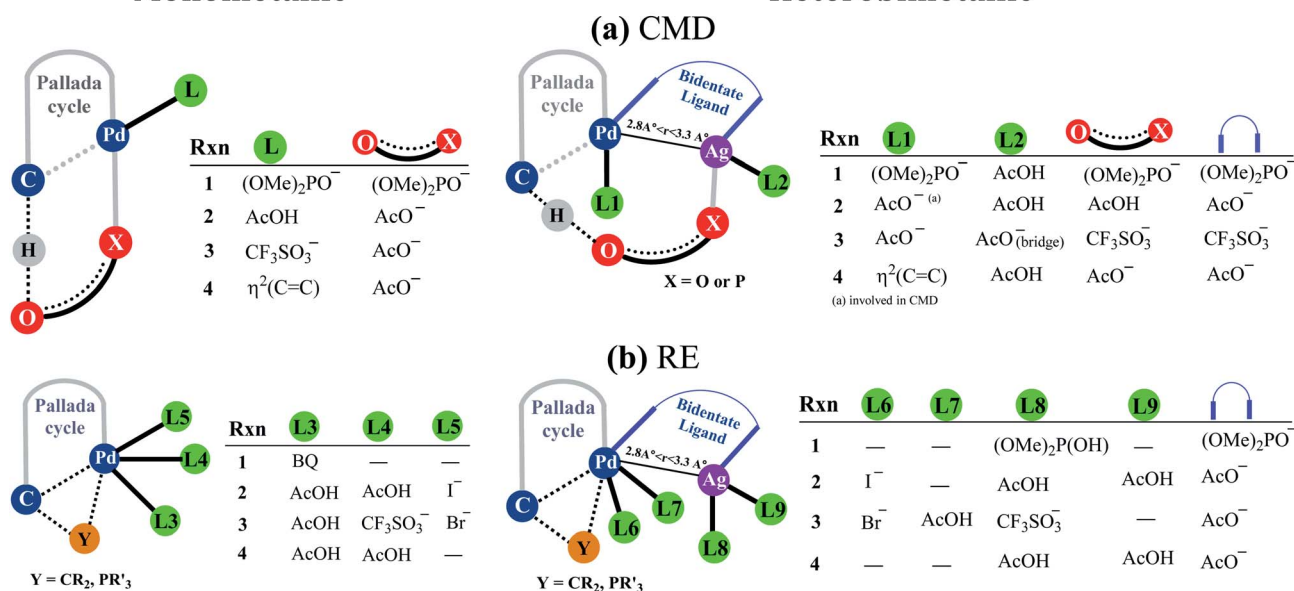 (a) CMD
Pallada
cycle
L
Pd
C
H
O
X
Rxn L O X
1 (OMe)₂PO⁻ (OMe)₂PO⁻
2 AcOH AcO⁻
3 CF₃SO₃⁻ AcO⁻
4 η²(C=C) AcO⁻
Pallada
cycle
Bidentate
Ligand
2.8A°<r<3.3 A°
Pd
Ag
C
L2
L1
H
X
O
X = O or P
Rxn L1 L2 O X
1 (OMe)₂PO⁻ AcOH (OMe)₂PO⁻ (OMe)₂PO⁻
2 AcO⁻ (a) AcOH AcOH AcO⁻
3 AcO⁻ AcO⁻(bridge) CF₃SO₃⁻ CF₃SO₃⁻
4 η²(C=C) AcOH AcO⁻ AcO⁻
(a) involved in CMD
(b) RE
Pallada
cycle
L5
Pd
L4
C
L3
Y
Y = CR₂, PR'₃
Rxn L3 L4 L5
1 BQ — —
2 AcOH AcOH I⁻
3 AcOH CF₃SO₃⁻ Br⁻
4 AcOH AcOH —
Pallada
cycle
Bidentate
Ligand
2.8A°<r<3.3 A°
Pd
Ag
C
L7
L9
L6
Y
L8
Y = CR₂, PR'₃
Rxn L6 L7 L8 L9
1 — — (OMe)₂P(OH) — (OMe)₂PO⁻
2 I⁻ — AcOH AcOH AcO⁻
3 Br⁻ AcOH CF₃SO₃⁻ — AcO⁻
4 — — AcOH AcOH AcO⁻